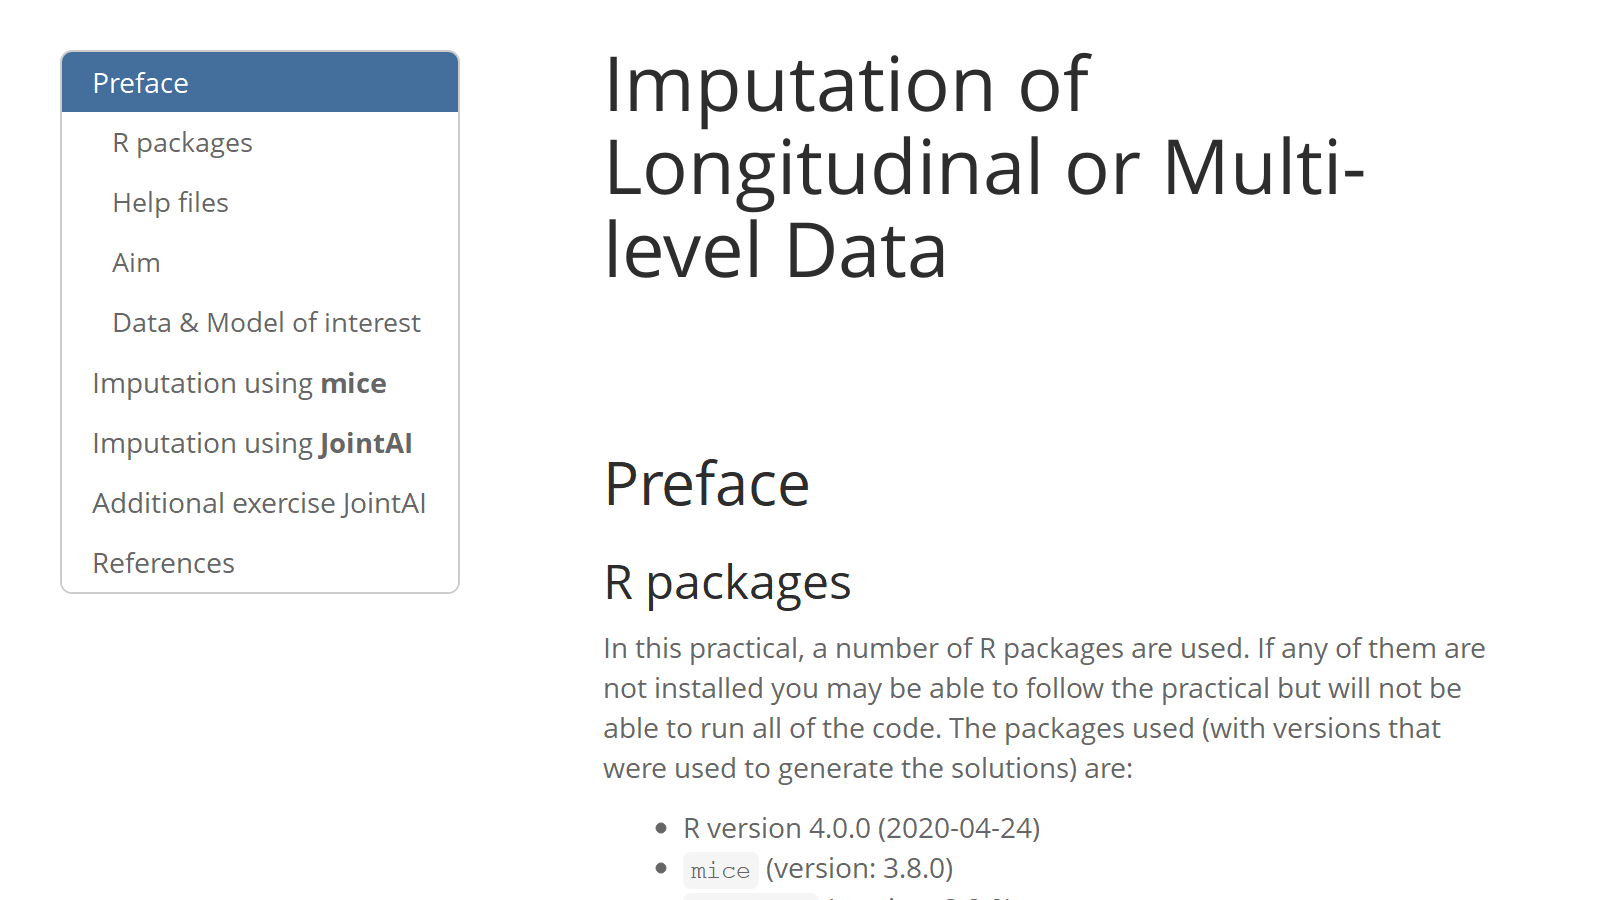 Preface
R packages
Help files
Aim
Data & Model of interest
Imputation using mice
Imputation using JointAI
Additional exercise JointAI
References
Imputation of
Longitudinal or Multi-
level Data
Preface
R packages
In this practical, a number of R packages are used. If any of them are
not installed you may be able to follow the practical but will not be
able to run all of the code. The packages used (with versions that
were used to generate the solutions) are:
R version 4.0.0 (2020-04-24)
mice (version: 3.8.0)